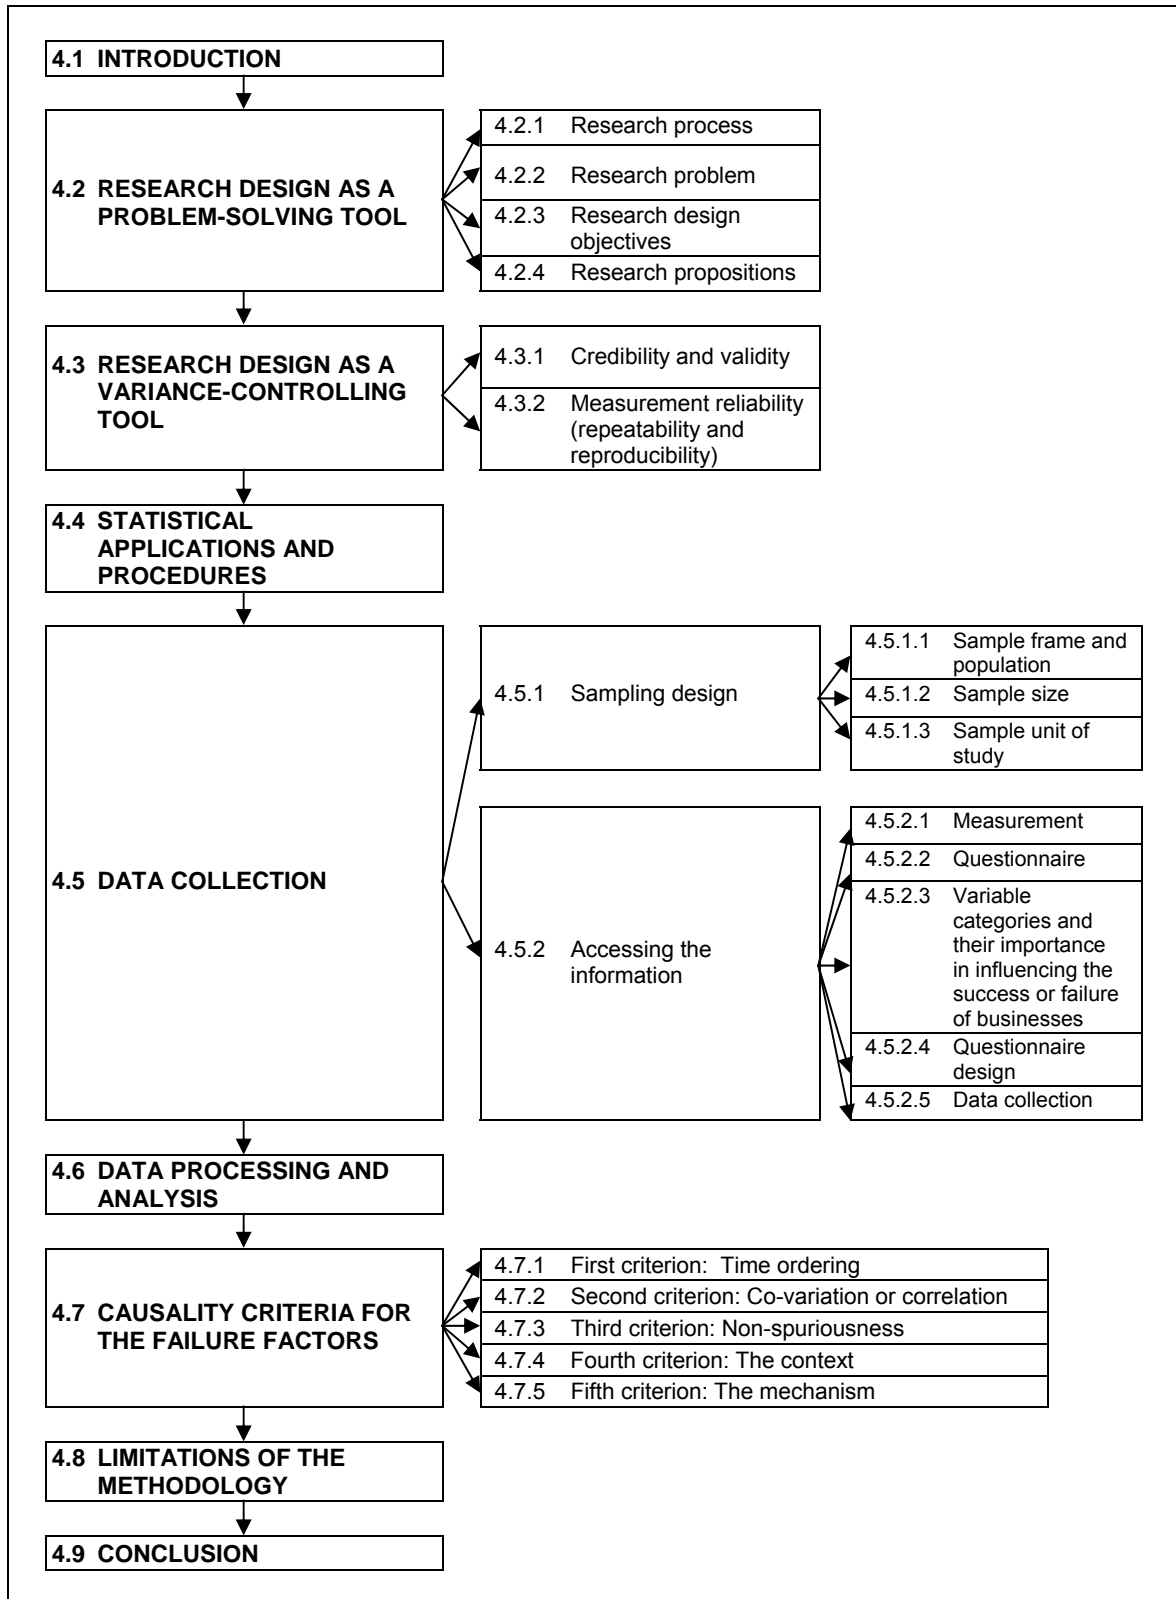 4.1 INTRODUCTION
4.2 RESEARCH DESIGN AS A
PROBLEM-SOLVING TOOL
4.2.1 Research process
4.2.2 Research problem
4.2.3 Research design
objectives
4.2.4 Research propositions
4.3 RESEARCH DESIGN AS A
VARIANCE-CONTROLLING
TOOL
4.3.1 Credibility and validity
4.3.2 Measurement reliability
(repeatability and
reproducibility)
4.4 STATISTICAL
APPLICATIONS AND
PROCEDURES
4.5 DATA COLLECTION
4.5.1 Sampling design
4.5.1.1 Sample frame and
population
4.5.1.2 Sample size
4.5.1.3 Sample unit of
study
4.5.2 Accessing the
information
4.5.2.1 Measurement
4.5.2.2 Questionnaire
4.5.2.3 Variable
categories and
their importance
in influencing the
success or failure
of businesses
4.5.2.4 Questionnaire
design
4.5.2.5 Data collection
4.6 DATA PROCESSING AND
ANALYSIS
4.7 CAUSALITY CRITERIA FOR
THE FAILURE FACTORS
4.7.1 First criterion: Time ordering
4.7.2 Second criterion: Co-variation or correlation
4.7.3 Third criterion: Non-spuriousness
4.7.4 Fourth criterion: The context
4.7.5 Fifth criterion: The mechanism
4.8 LIMITATIONS OF THE
METHODOLOGY
4.9 CONCLUSION